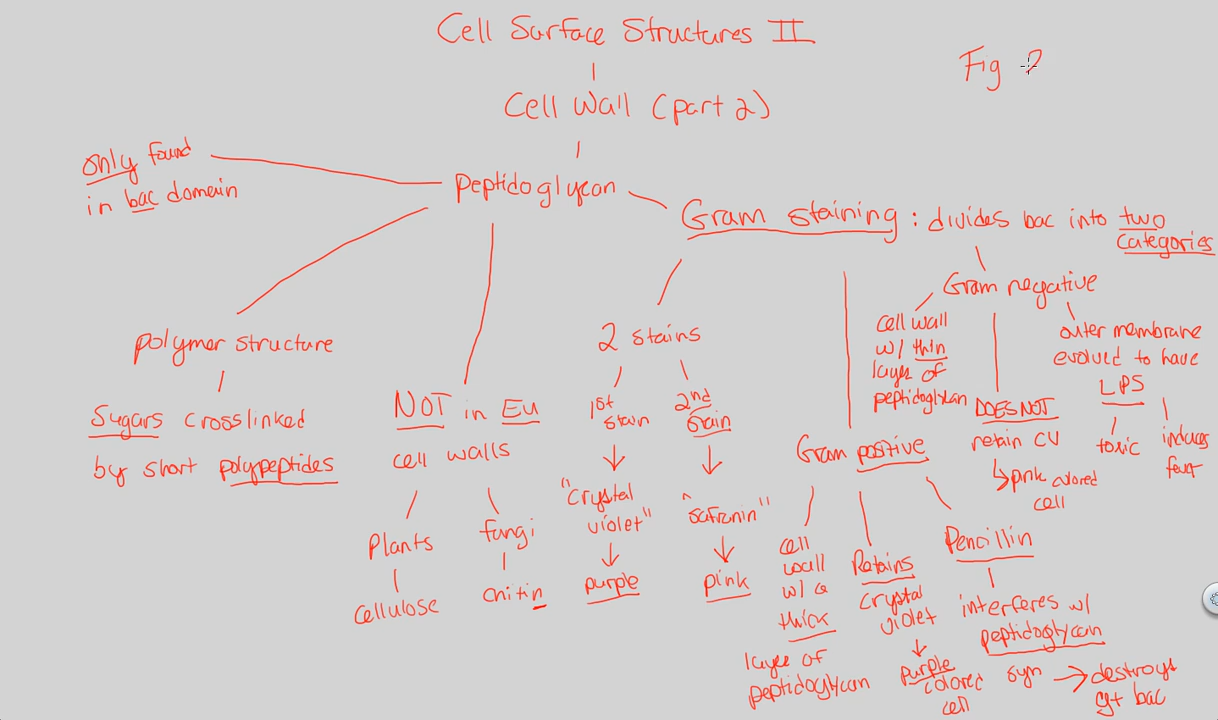 Cell Surface Structures II
Fig 2
Cell Wall (part 2)
only found
in bac domain
peptidoglycan
Gram staining : divides bac into two
categories
polymer structure
Sugars crosslinked
by short polypeptides
NOT in Eu
cell walls
Plants
cellulose
fungi
chitin
2 stains
1st
stain
"crystal
violet"
purple
2nd
stain
"safranin"
pink
Gram negative
cell wall
w/ thin
layer of
peptidoglycan
DOES NOT
retain CV
pink colored
cell
outer membrane
evolved to have
LPS
toxic
induces
fever
Gram positive
cell
wall
w/ a
thick
layer of
peptidoglycan
Retains
crystal
violet
purple
colored
cell
Pencillin
interferes w/
peptidoglycan
syn → destroys
g+ bac